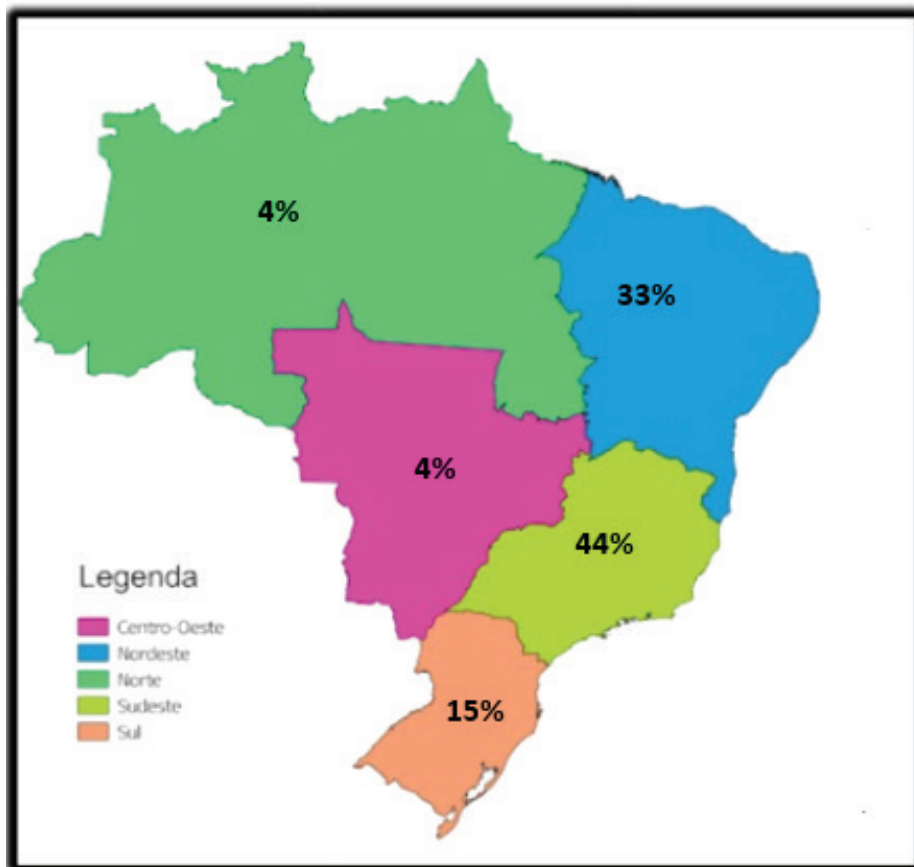 4%
33%
4%
44%
15%
Legenda
Centro-Oeste
Nordeste
Norte
Sudeste
Sul